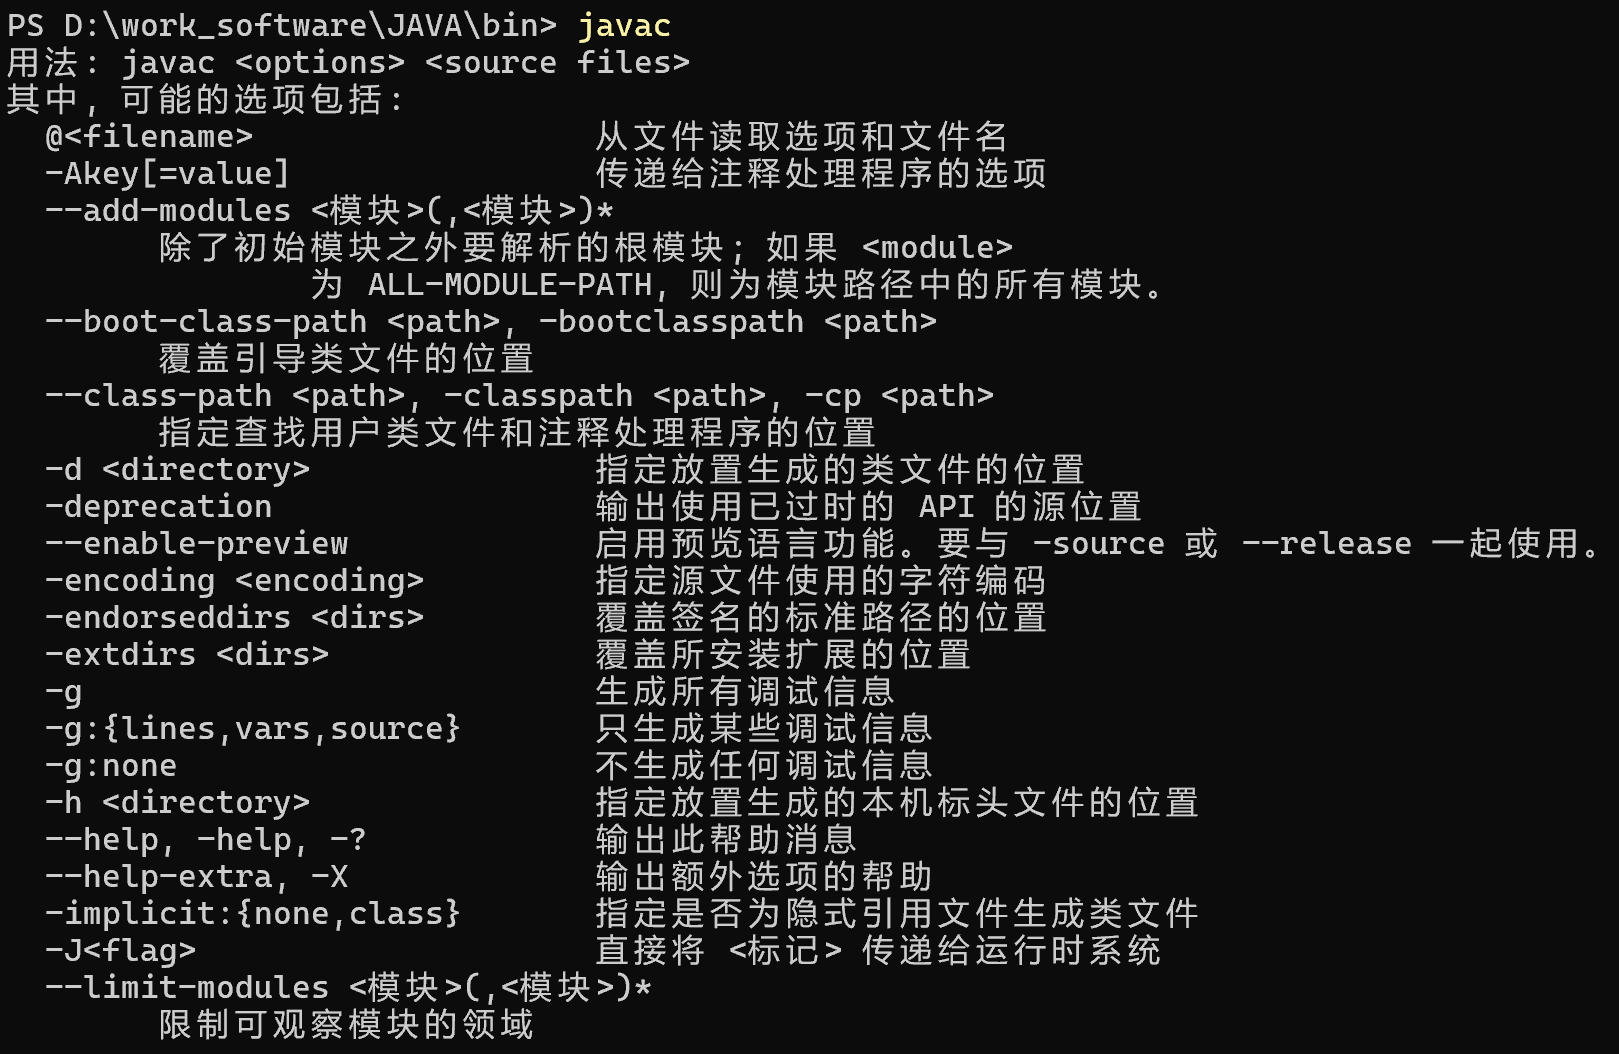 PS D:\work_software\JAVA\bin> javac
用法: javac <options> <source files>
其中, 可能的选项包括:
@<filename> 从文件读取选项和文件名
-Akey[=value] 传递给注释处理程序的选项
--add-modules <模块>(,<模块>)*
除了初始模块之外要解析的根模块; 如果 <module>
为 ALL-MODULE-PATH, 则为模块路径中的所有模块。
--boot-class-path <path>, -bootclasspath <path>
覆盖引导类文件的位置
--class-path <path>, -classpath <path>, -cp <path>
指定查找用户类文件和注释处理程序的位置
-d <directory> 指定放置生成的类文件的位置
-deprecation 输出使用已过时的 API 的源位置
--enable-preview 启用预览语言功能。要与 -source 或 --release 一起使用。
-encoding <encoding> 指定源文件使用的字符编码
-endorseddirs <dirs> 覆盖签名的标准路径的位置
-extdirs <dirs> 覆盖所安装扩展的位置
-g 生成所有调试信息
-g:{lines,vars,source} 只生成某些调试信息
-g:none 不生成任何调试信息
-h <directory> 指定放置生成的本机标头文件的位置
--help, -help, -? 输出此帮助消息
--help-extra, -X 输出额外选项的帮助
-implicit:{none,class} 指定是否为隐式引用文件生成类文件
-J<flag> 直接将 <标记> 传递给运行时系统
--limit-modules <模块>(,<模块>)*
限制可观察模块的领域